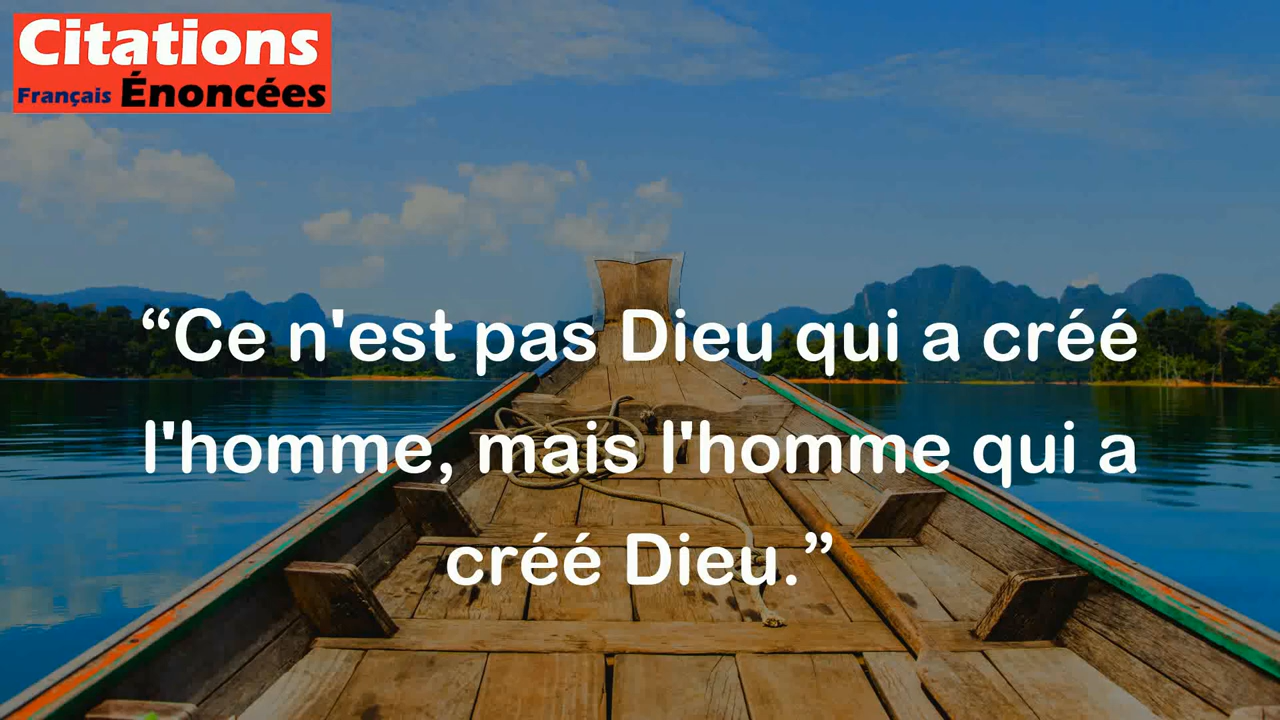 Citations
Français Énoncées
“Ce n'est pas Dieu qui a créé
l'homme, mais l'homme qui a
créé Dieu.”